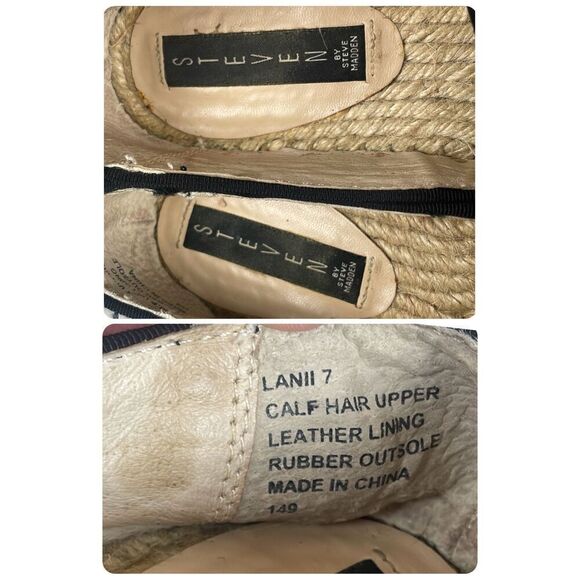 STEVEN
BY
STEVE
MADDEN
STEVEN
BY
STEVE
MADDEN
LANII 7
CALF HAIR UPPER
LEATHER LINING
RUBBER OUTSOLE
MADE IN CHINA
149